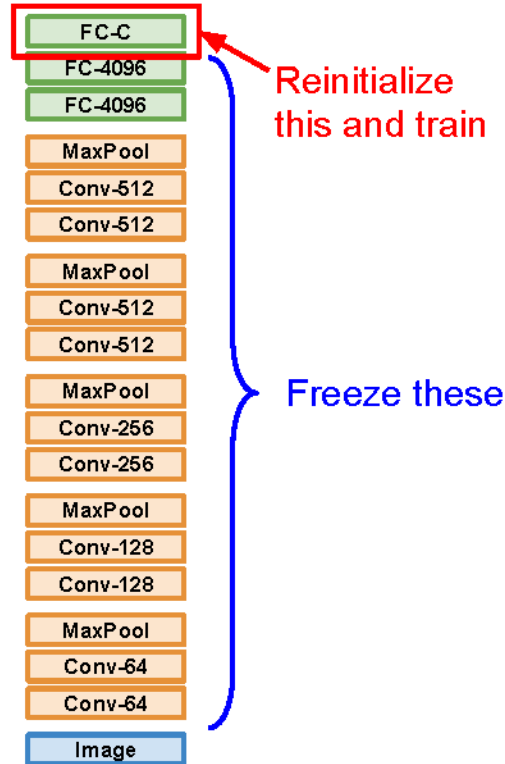 FC-C
FC-4096
FC-4096
Reinitialize
this and train
MaxPool
Conv-512
Conv-512
MaxPool
Conv-512
Conv-512
MaxPool
Conv-256
Conv-256
Freeze these
MaxPool
Conv-128
Conv-128
MaxPool
Conv-64
Conv-64
Image